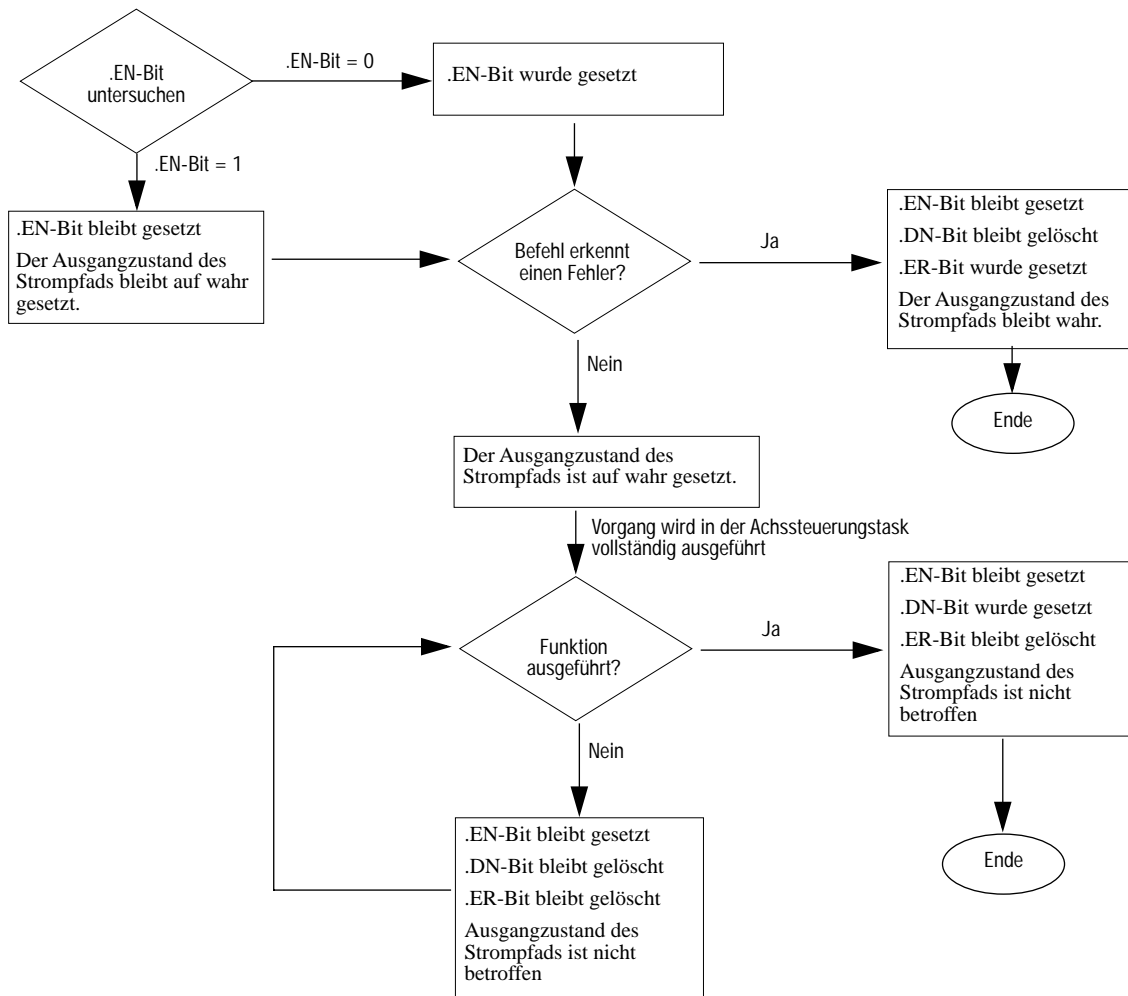 .EN-Bit
untersuchen
.EN-Bit = 0
.EN-Bit wurde gesetzt
.EN-Bit = 1
.EN-Bit bleibt gesetzt
Der Ausgangzustand des
Strompfads bleibt auf wahr
gesetzt.
Befehl erkennt
einen Fehler?
Ja
.EN-Bit bleibt gesetzt
.DN-Bit bleibt gelöscht
.ER-Bit wurde gesetzt
Der Ausgangzustand des
Strompfads bleibt wahr.
Nein
Ende
Der Ausgangzustand des
Strompfads ist auf wahr gesetzt.
Vorgang wird in der Achssteuerungstask
vollständig ausgeführt
Funktion
ausgeführt?
Ja
.EN-Bit bleibt gesetzt
.DN-Bit wurde gesetzt
.ER-Bit bleibt gelöscht
Ausgangzustand des
Strompfads ist nicht
betroffen
Nein
.EN-Bit bleibt gesetzt
.DN-Bit bleibt gelöscht
.ER-Bit bleibt gelöscht
Ausgangzustand des
Strompfads ist nicht
betroffen
Ende